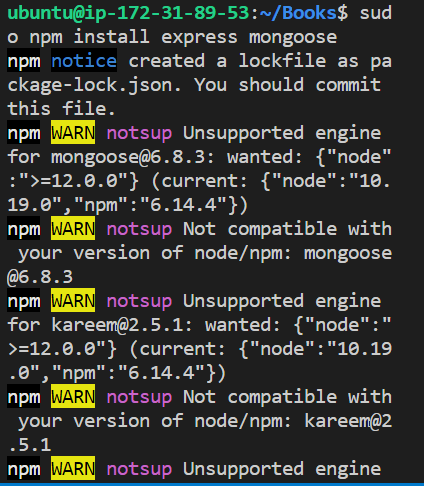 ubuntu@ip-172-31-89-53:~/Books$ sud
o npm install express mongoose
npm notice created a lockfile as pa
ckage-lock.json. You should commit
this file.
npm WARN notsup Unsupported engine
for mongoose@6.8.3: wanted: {"node"
:">=12.0.0"} (current: {"node":"10.
19.0","npm":"6.14.4"})
npm WARN notsup Not compatible with
 your version of node/npm: mongoose
@6.8.3
npm WARN notsup Unsupported engine
for kareem@2.5.1: wanted: {"node":"
>=12.0.0"} (current: {"node":"10.19
.0","npm":"6.14.4"})
npm WARN notsup Not compatible with
 your version of node/npm: kareem@2
.5.1
npm WARN notsup Unsupported engine